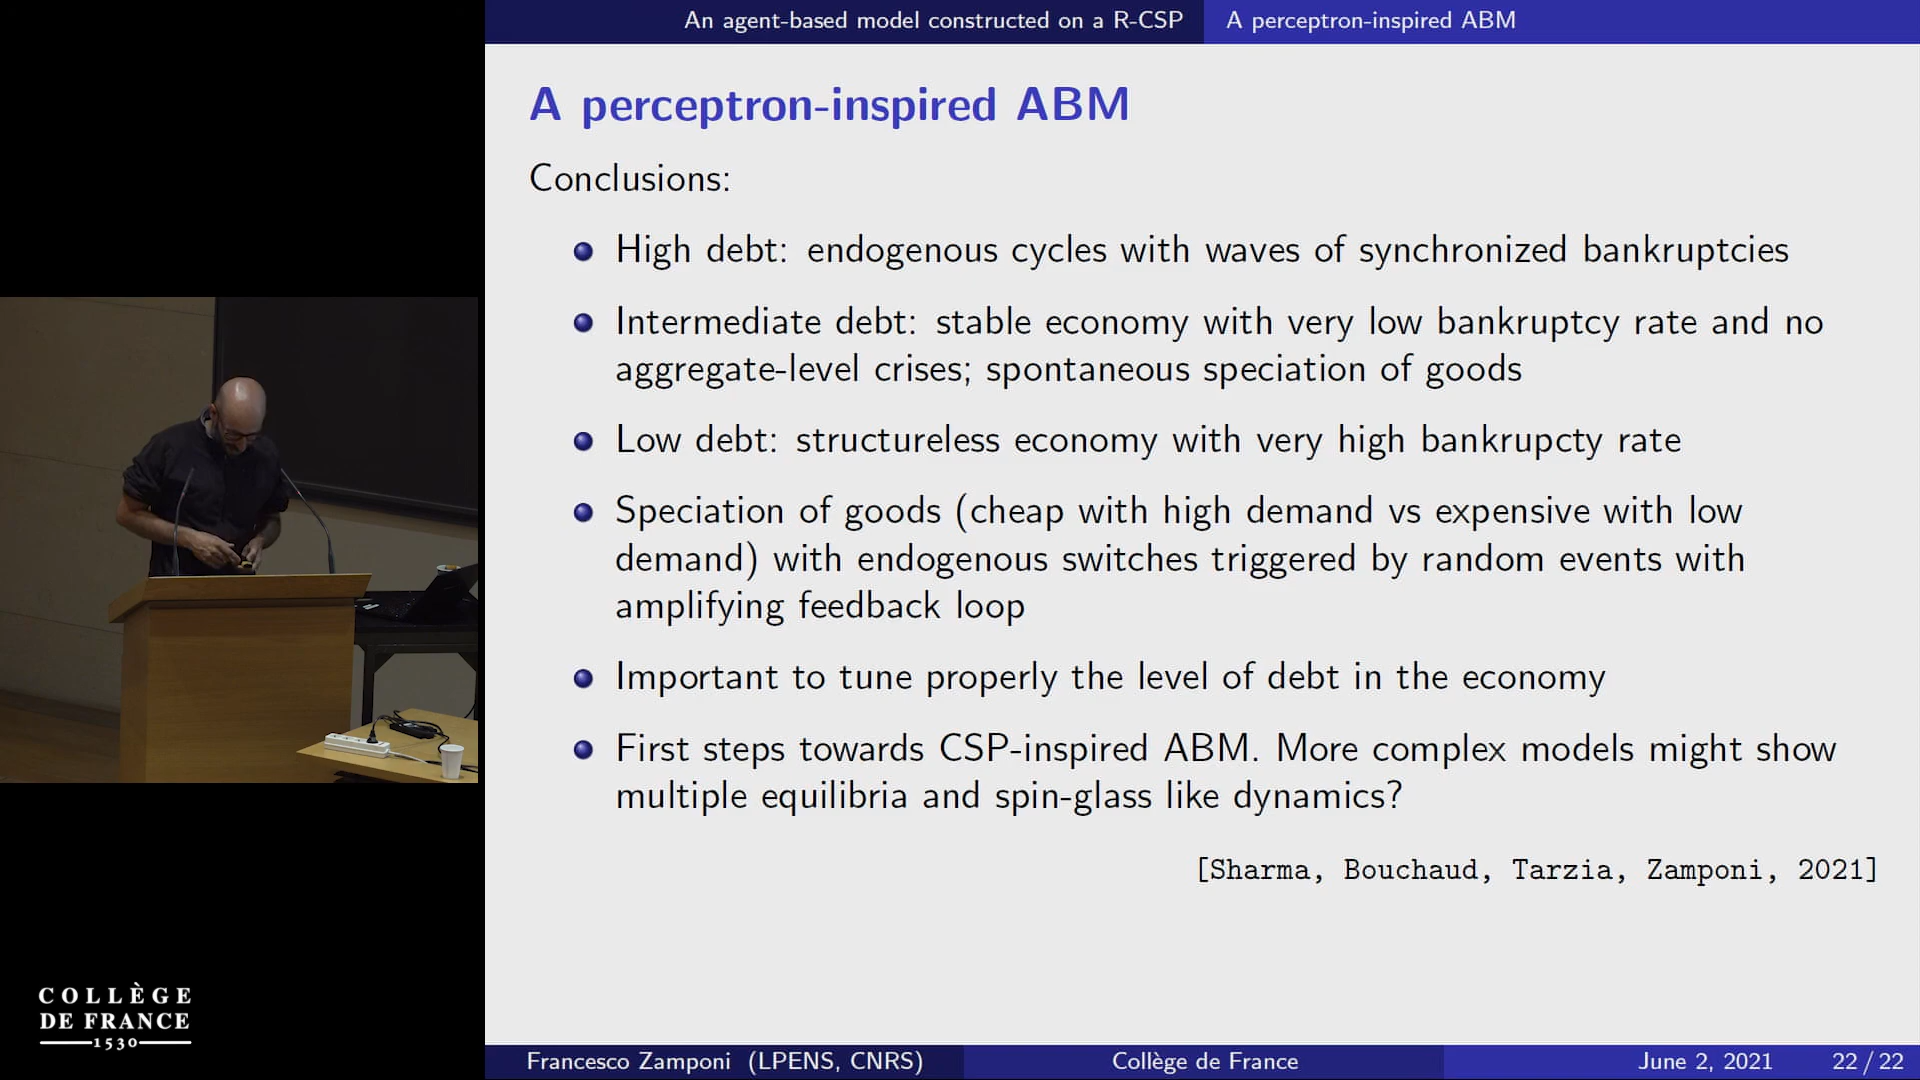 An agent-based model constructed on a R-CSP
A perceptron-inspired ABM
A perceptron-inspired ABM
Conclusions:
High debt: endogenous cycles with waves of synchronized bankruptcies
Intermediate debt: stable economy with very low bankruptcy rate and no
aggregate-level crises; spontaneous speciation of goods
Low debt: structureless economy with very high bankrupcty rate
Speciation of goods (cheap with high demand vs expensive with low
demand) with endogenous switches triggered by random events with
amplifying feedback loop
Important to tune properly the level of debt in the economy
First steps towards CSP-inspired ABM. More complex models might show
multiple equilibria and spin-glass like dynamics?
[Sharma, Bouchaud, Tarzia, Zamponi, 2021]
COLLÈGE
DE FRANCE
1530
Francesco Zamponi (LPENS, CNRS)
Collège de France
June 2, 2021
22 / 22